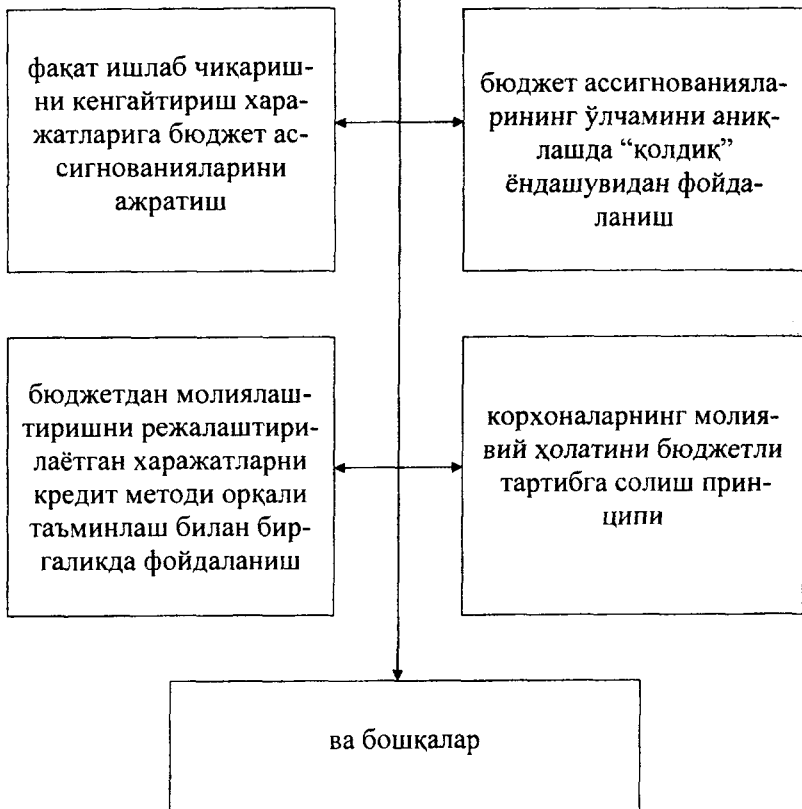 фақат ишлаб чиқариш-
ни кенгайтириш хара-
жатларига бюджет ас-
сигнованияларини
ажратиш
бюджет ассигнованияла-
рининг ўлчамини аниқ-
лашда “қолдиқ”
ёндашувидан фойда-
ланиш
бюджетдан молиялаш-
тиришни режалаштири-
лаётган харажатларни
кредит методи орқали
таъминлаш билан бир-
галикда фойдаланиш
корхоналарнинг молия-
вий ҳолатини бюджетли
тартибга солиш прин-
ципи
ва бошқалар